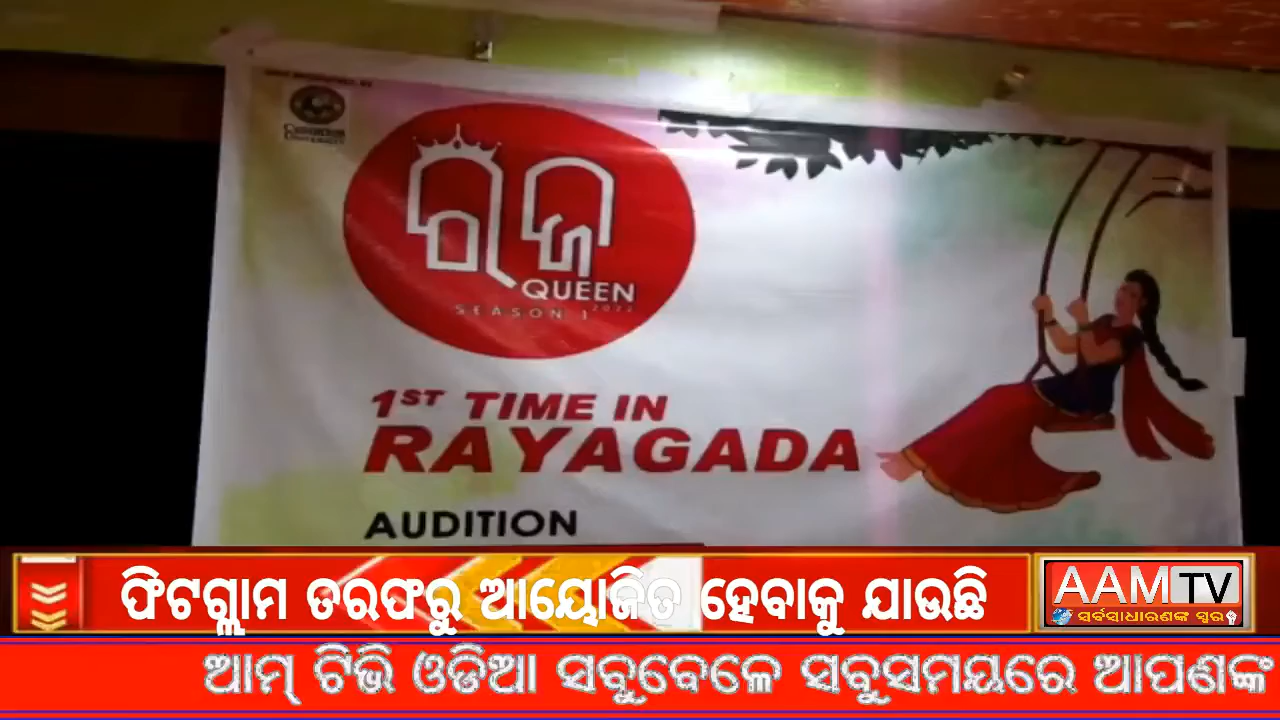 ରଜ
QUEEN
SEASON 1 2022
1ST TIME IN
RAYAGADA
AUDITION
ଫିଟଗ୍ଲାମ ତରଫରୁ ଆୟୋଜିତ ହେବାକୁ ଯାଉଛି
AAM TV
ସର୍ବସାଧାରଣଙ୍କ ସ୍ୱର
ଆମ୍ ଟିଭି ଓଡିଆ ସବୁବେଳେ ସବୁସମୟରେ ଆପଣଙ୍କ